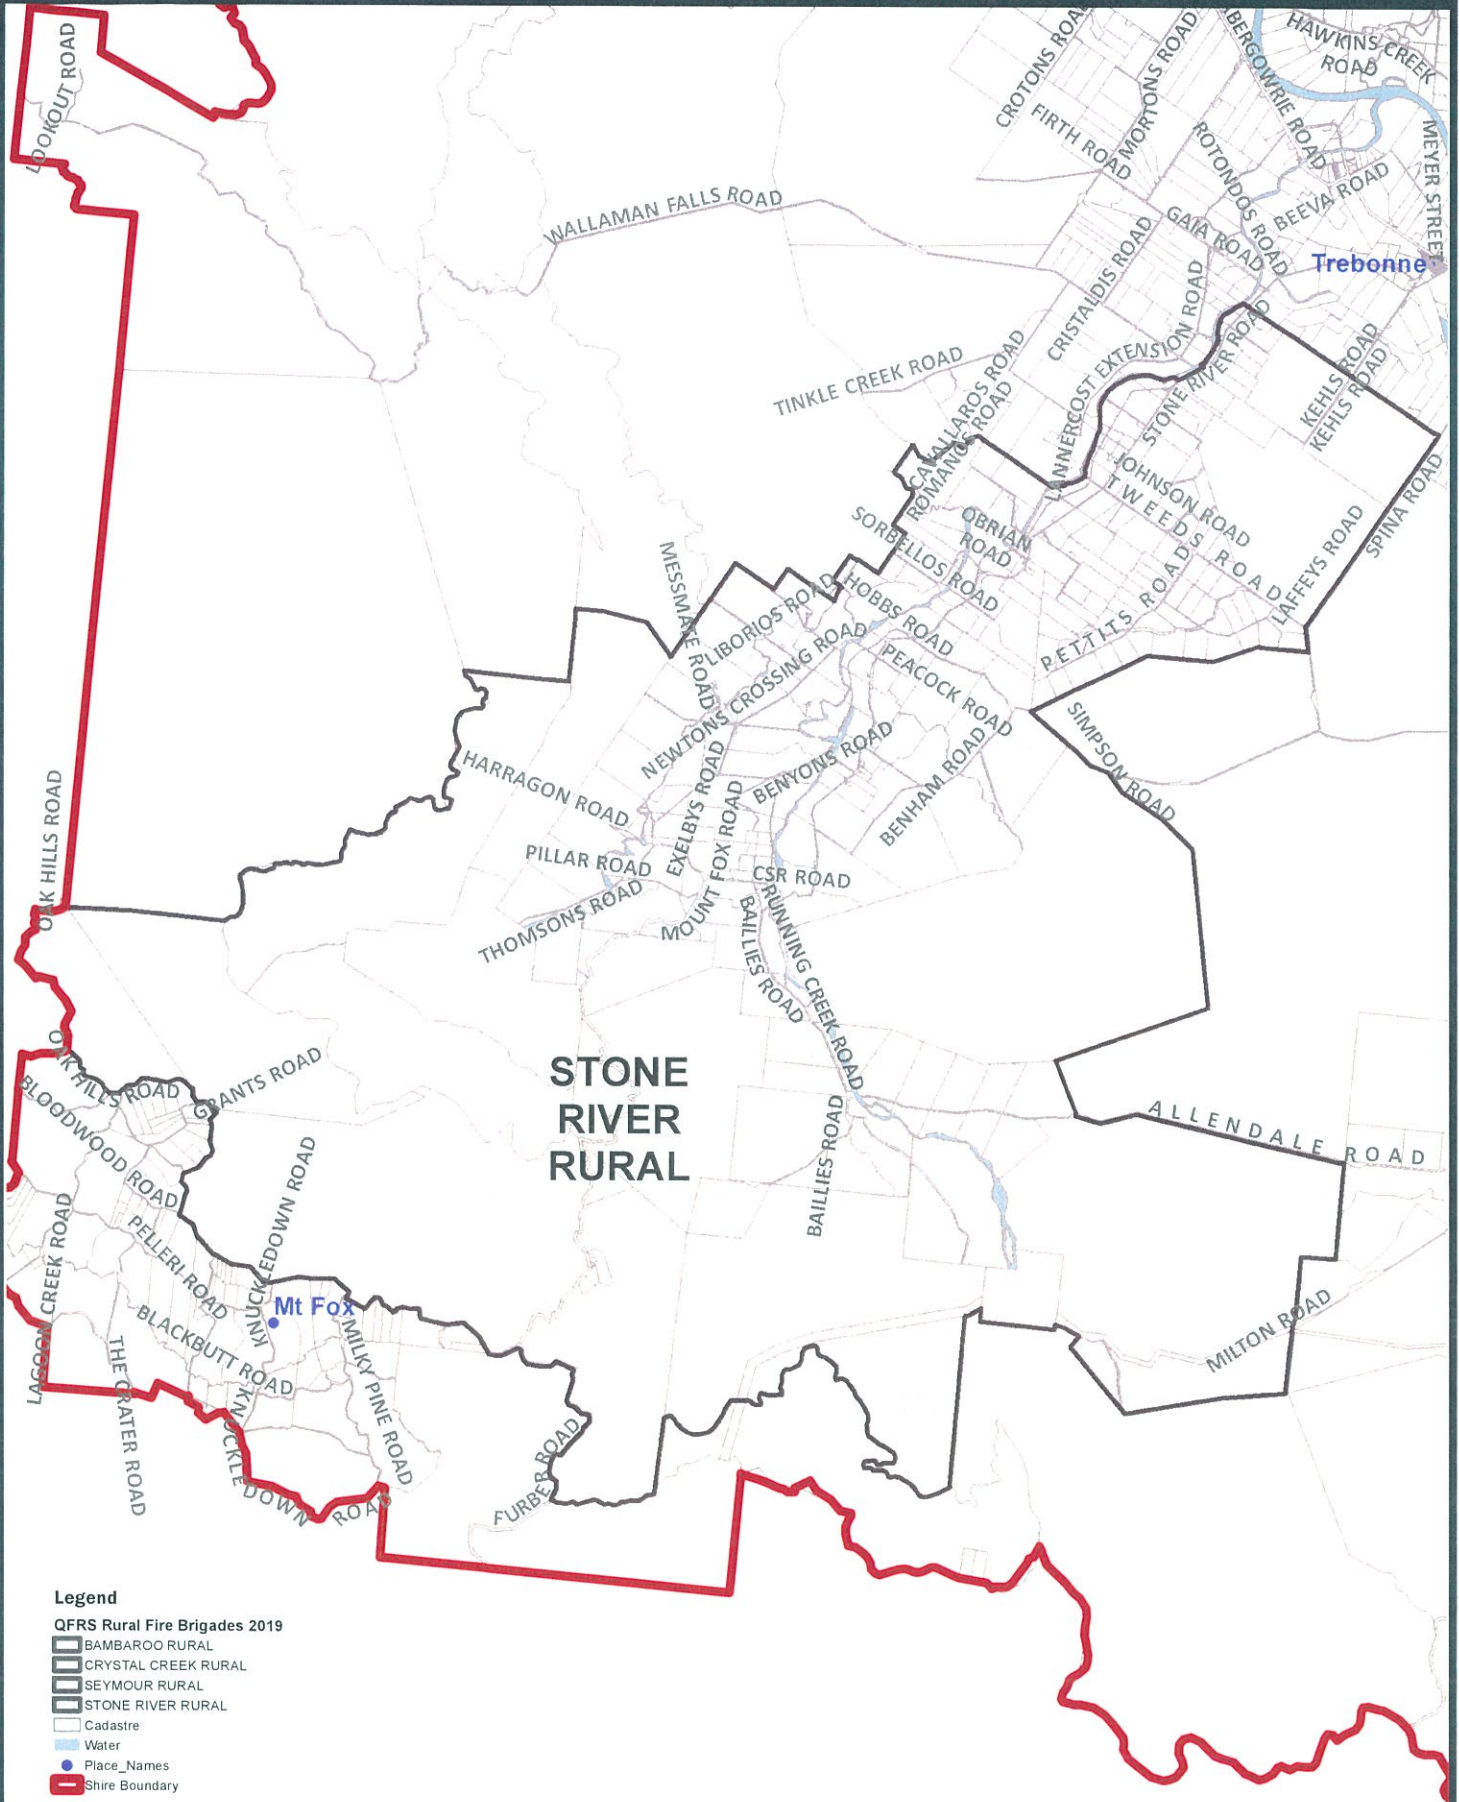 LOOKOUT ROAD
CROTONS ROAD
MORTONS ROAD
ABERGOWRIE ROAD
HAWKINS CREEK
ROAD
FIRTH ROAD
ROTONDOS ROAD
MEYER STREET
BEEVA ROAD
WALLAMAN FALLS ROAD
GAIA ROAD
Trebonne
CRISTALDIS ROAD
LANNERCOST EXTENSION ROAD
STONE RIVER ROAD
KEHLS ROAD
KEHLS ROAD
TINKLE CREEK ROAD
CAVALLAROS ROAD
ROMANOS ROAD
JOHNSON ROAD
TWEEDS ROAD
SPINA ROAD
LAFFEYS ROAD
OBRIAN
ROAD
SORBELLOS ROAD
MESSMATE ROAD
LIBORIOS ROAD
HOBBS ROAD
PETTITS ROAD
NEWTONS CROSSING ROAD
PEACOCK ROAD
SIMPSON ROAD
HARRAGON ROAD
BENYONS ROAD
BENHAM ROAD
EXELBYS ROAD
MOUNT FOX ROAD
OAK HILLS ROAD
PILLAR ROAD
CSR ROAD
THOMSONS ROAD
BAILLIES ROAD
RUNNING CREEK ROAD
OAK HILLS ROAD
GRANTS ROAD
BLOODWOOD ROAD
STONE
RIVER
RURAL
BAILLIES ROAD
ALLENDALE ROAD
KNUCKLEDOWN ROAD
LAGOON CREEK ROAD
PELLERI ROAD
Mt Fox
BLACKBUTT ROAD
THE CRATER ROAD
MILKY PINE ROAD
MILTON ROAD
KNUCKLEDOWN ROAD
FURBER ROAD
Legend
QFRS Rural Fire Brigades 2019
BAMBAROO RURAL
CRYSTAL CREEK RURAL
SEYMOUR RURAL
STONE RIVER RURAL
Cadastre
Water
Place_Names
Shire Boundary